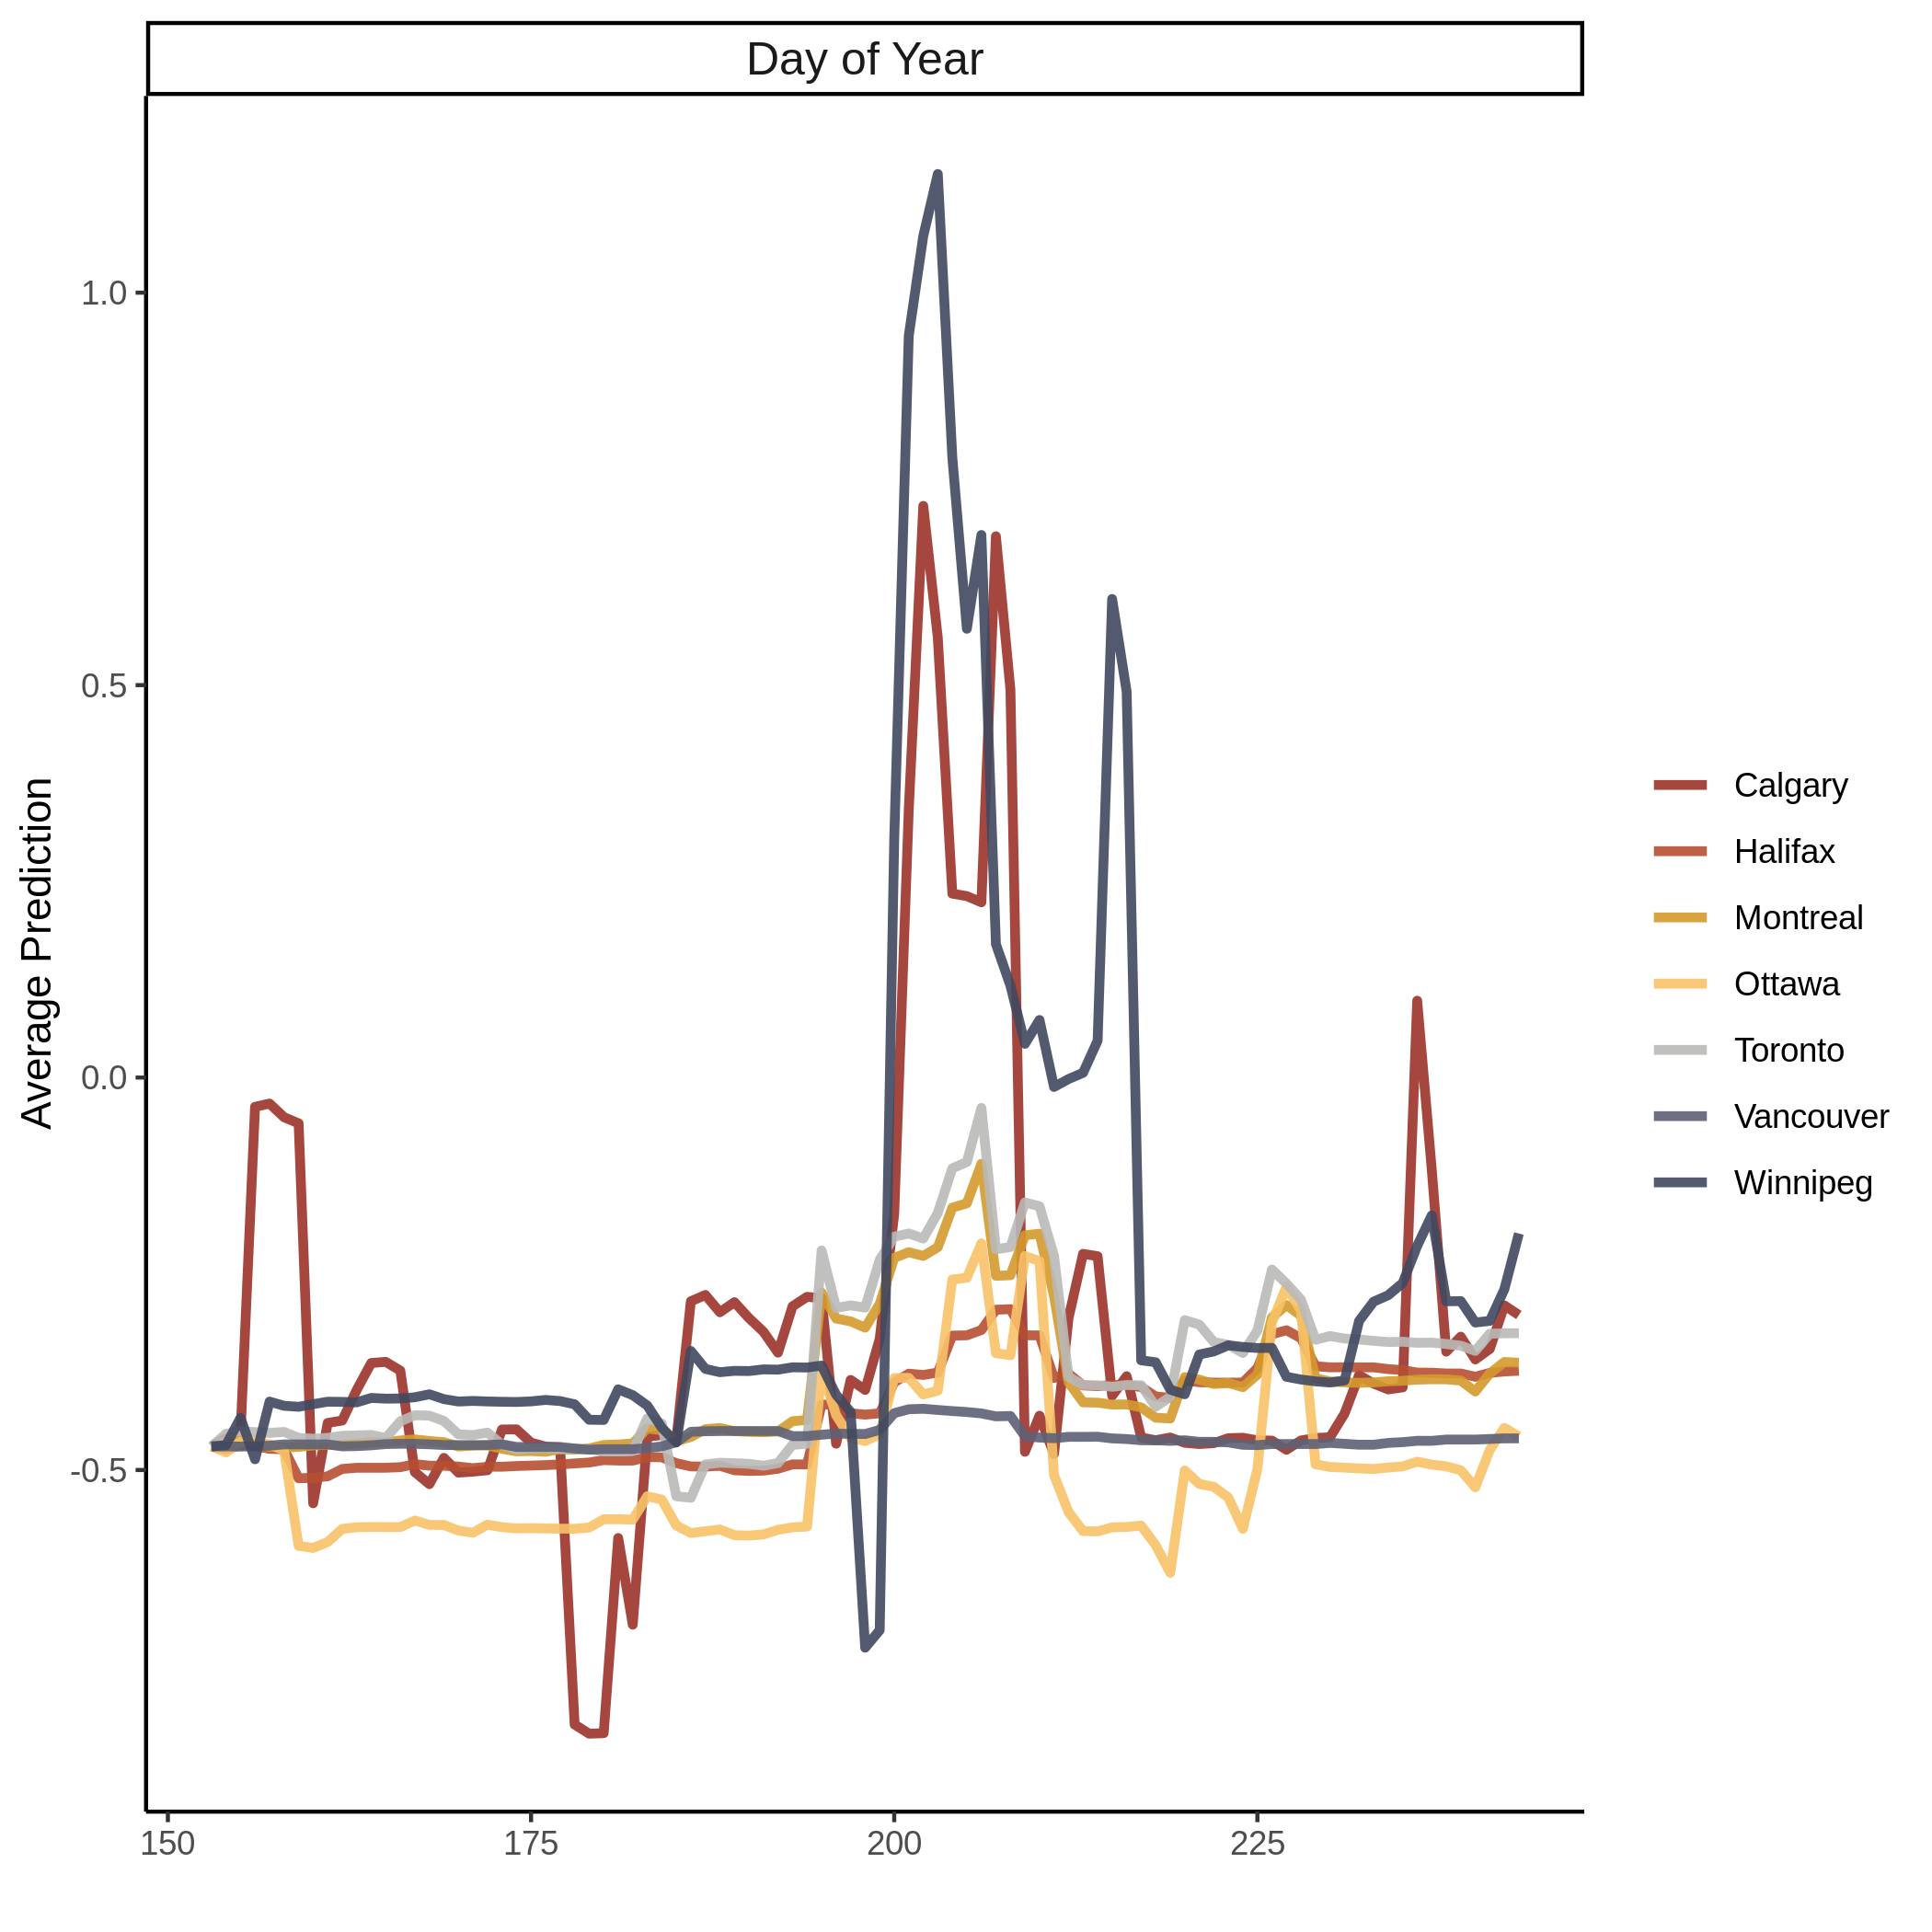 Day of Year
Average Prediction
1.0
0.5
0.0
-0.5
150
175
200
225
Calgary
Halifax
Montreal
Ottawa
Toronto
Vancouver
Winnipeg